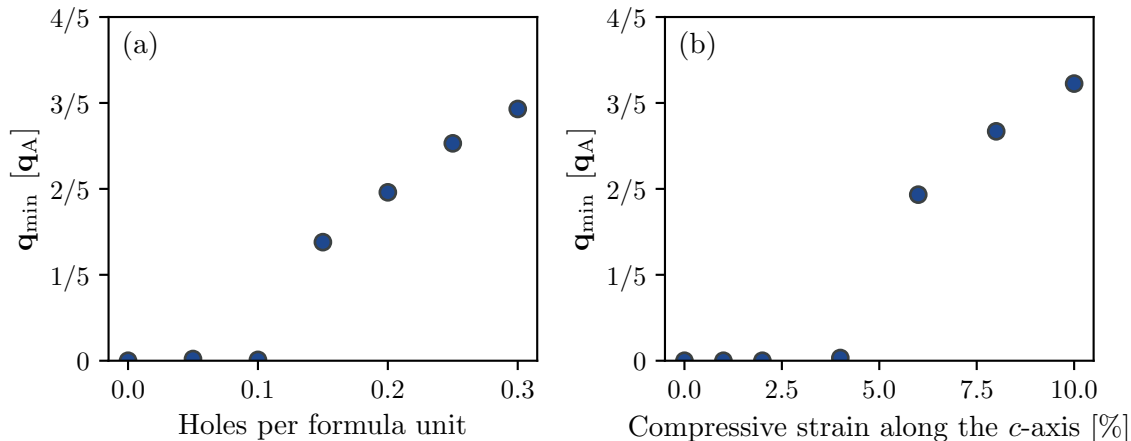 (a)
4/5
3/5
2/5
1/5
0
q_min [q_A]
0.0 0.1 0.2 0.3
Holes per formula unit
(b)
4/5
3/5
2/5
1/5
0
q_min [q_A]
0.0 2.5 5.0 7.5 10.0
Compressive strain along the c-axis [%]